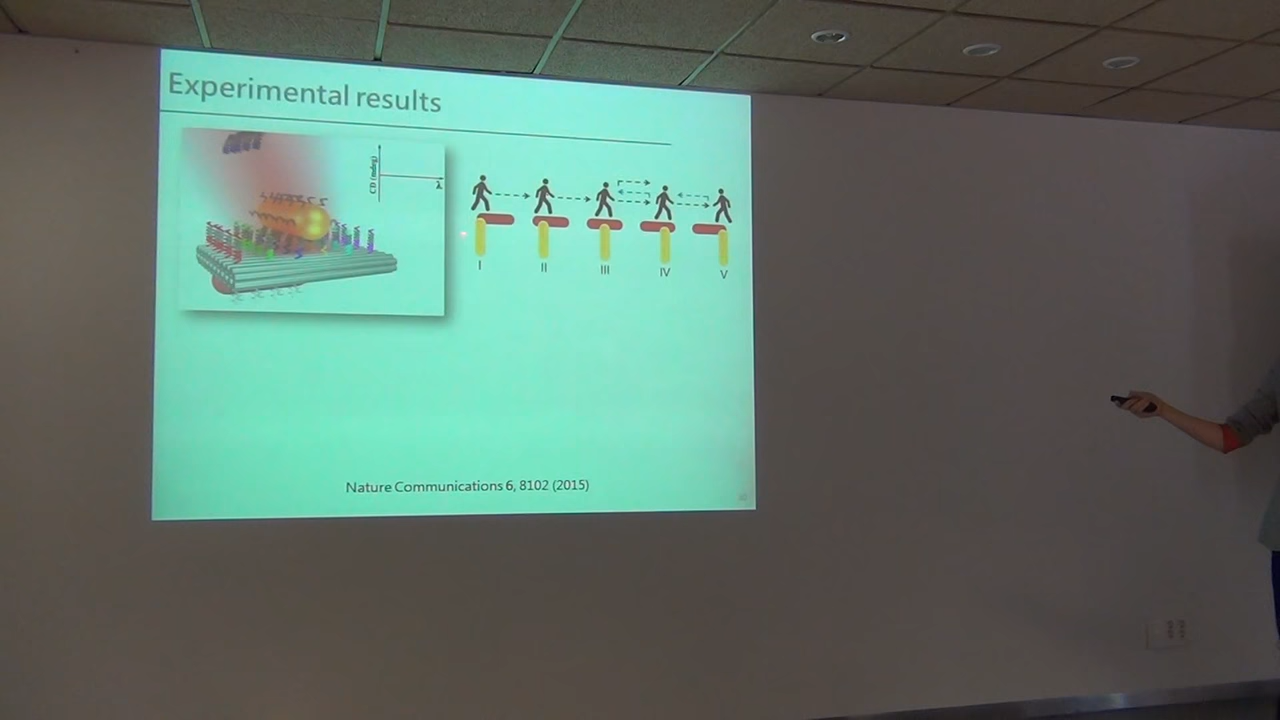 Experimental results
CD (mdeg)
λ
I
II
III
IV
V
Nature Communications 6, 8102 (2015)